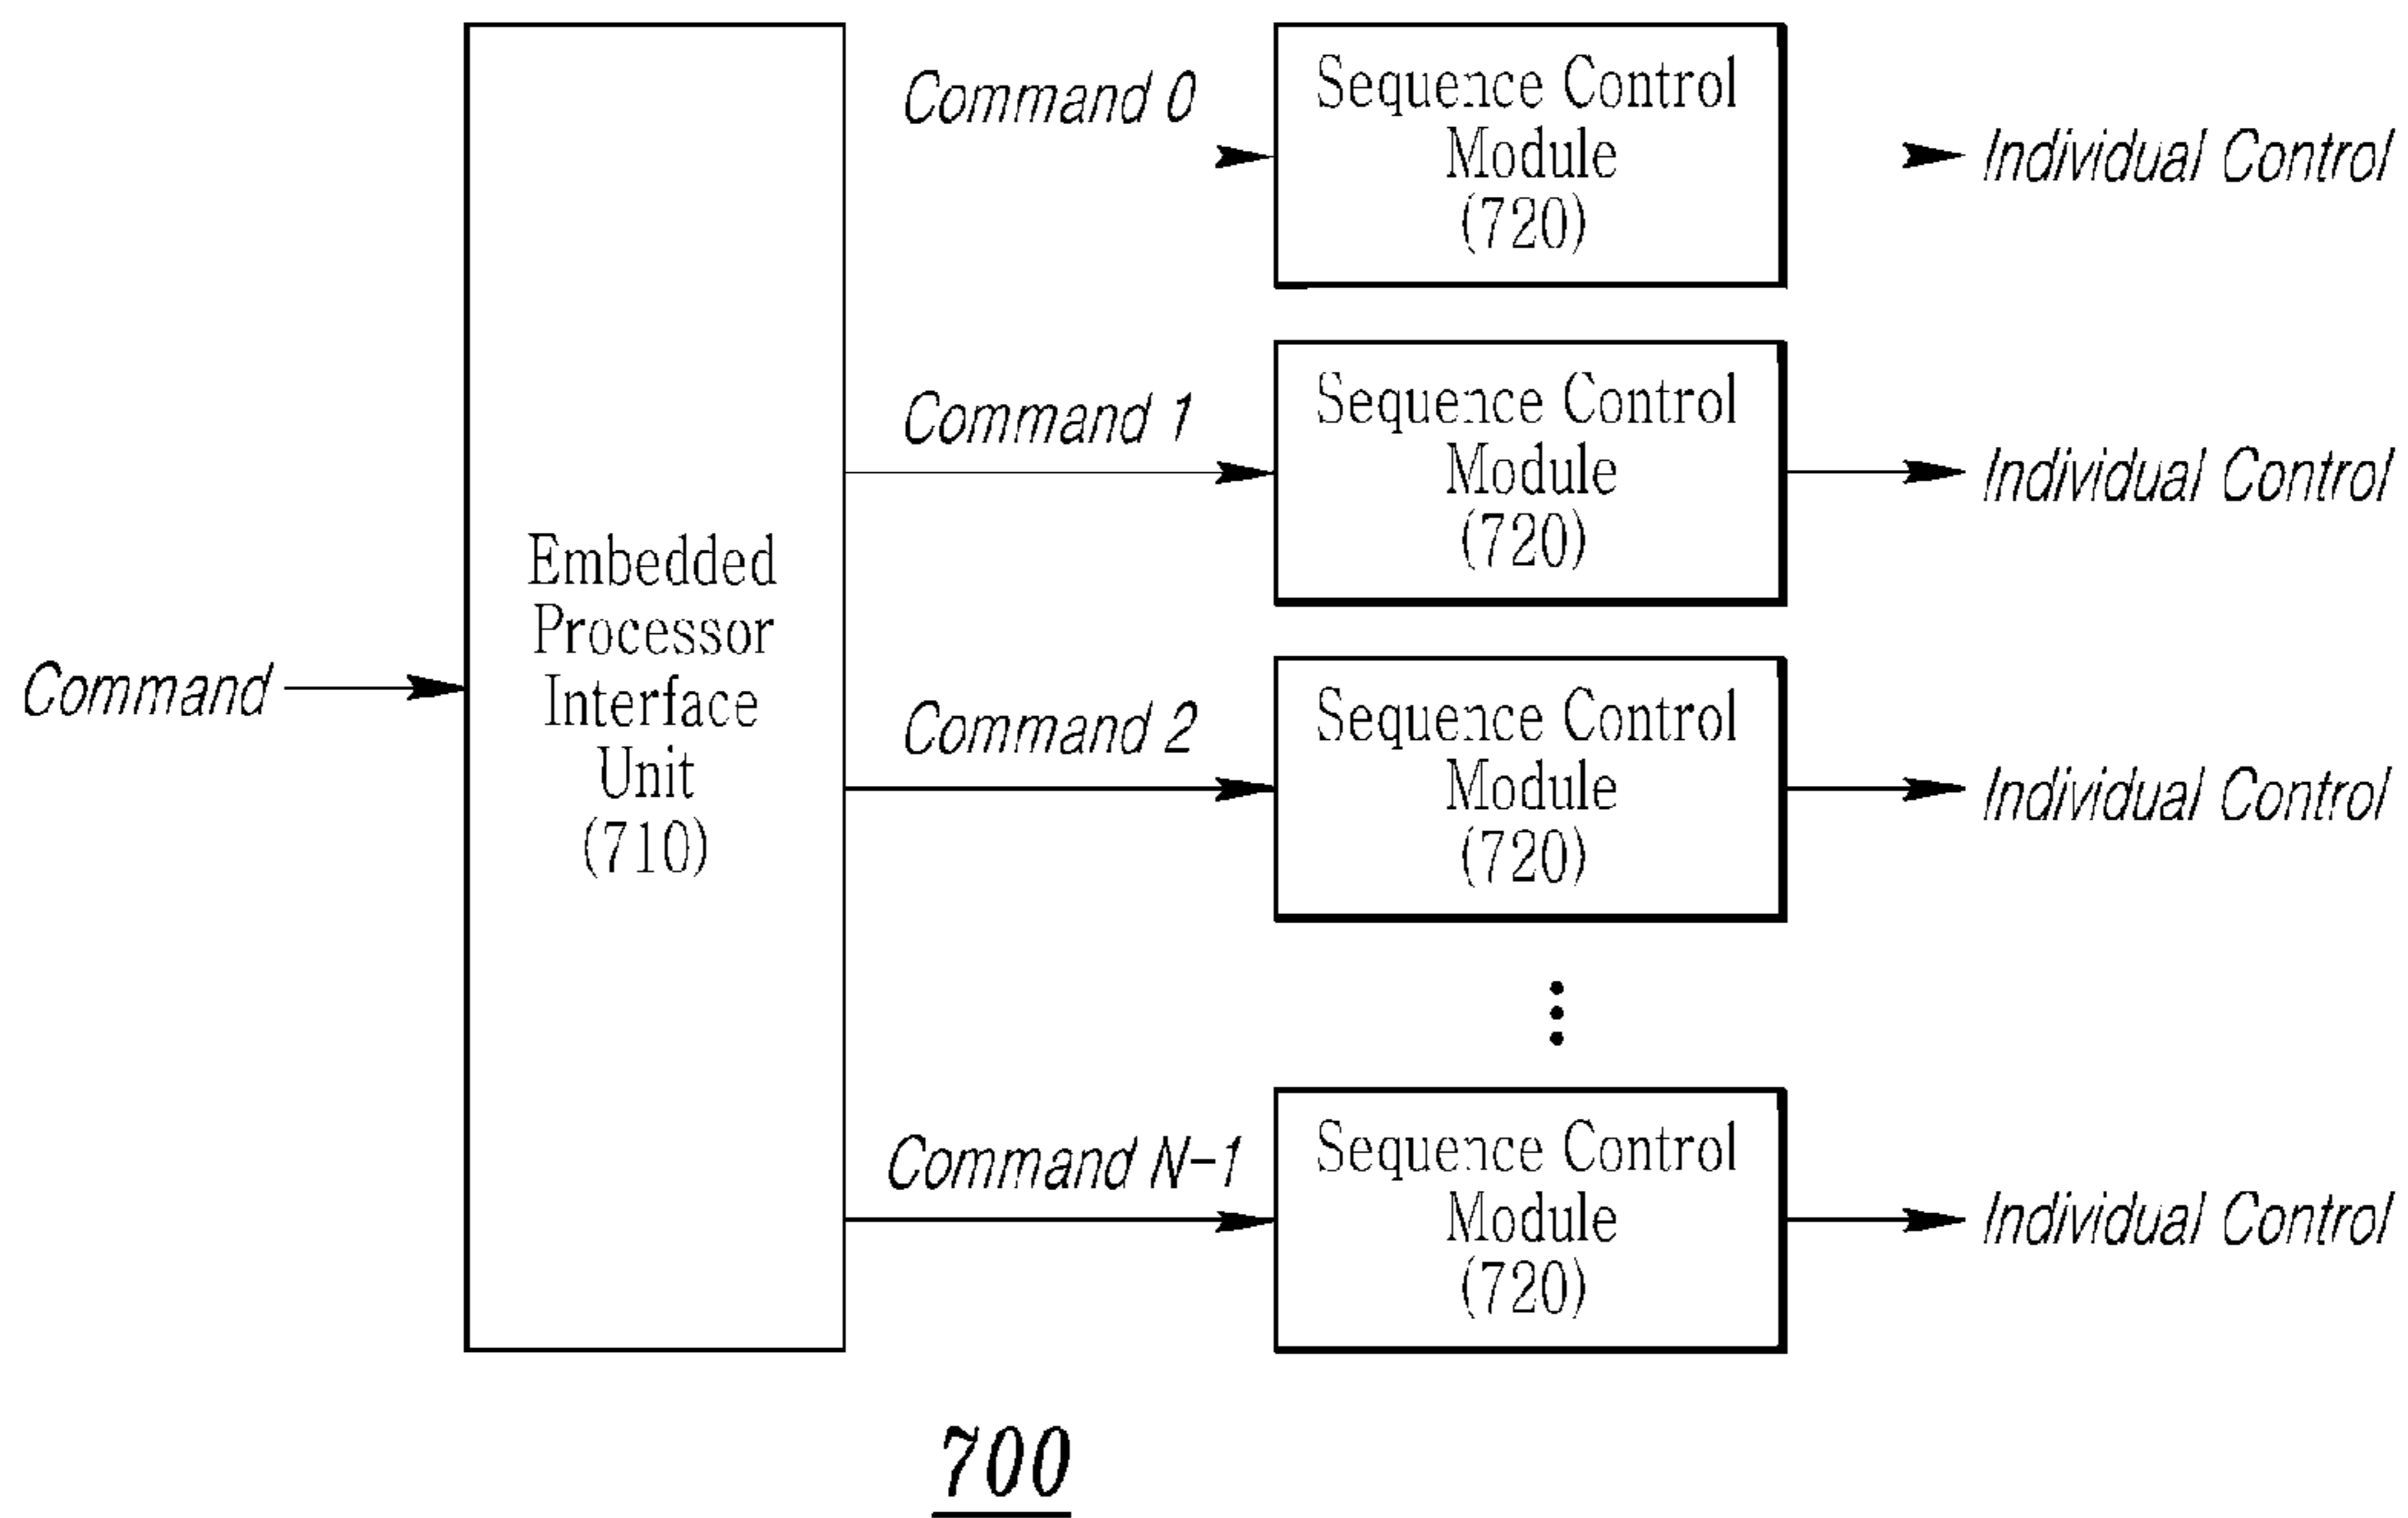 Command
Embedded
Processor
Interface
Unit
(710)
Command 0
Sequence Control
Module
(720)
Individual Control
Command 1
Sequence Control
Module
(720)
Individual Control
Command 2
Sequence Control
Module
(720)
Individual Control
Command N-1
Sequence Control
Module
(720)
Individual Control
700